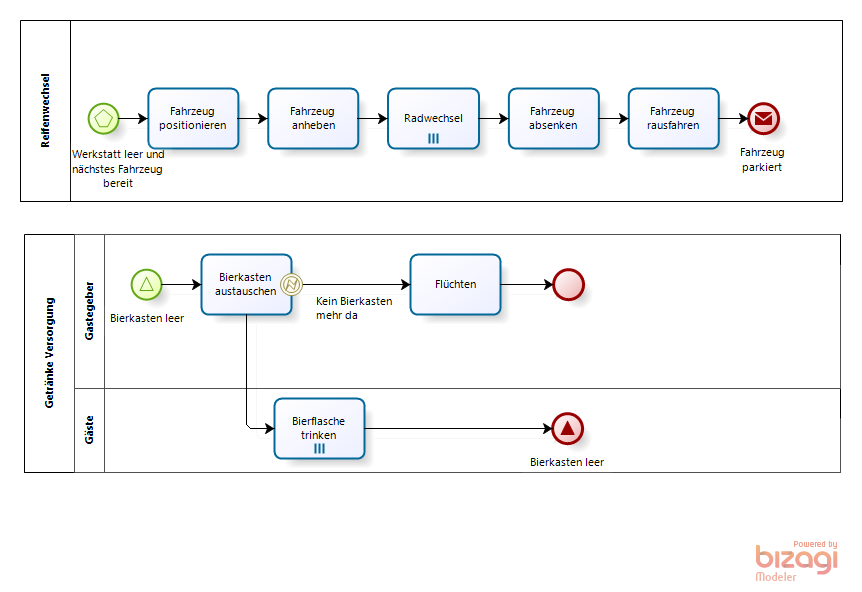 Reifenwechsel
Werkstatt leer und
nächstes Fahrzeug
bereit
Fahrzeug
positionieren
Fahrzeug
anheben
Radwechsel
Fahrzeug
absenken
Fahrzeug
rausfahren
Fahrzeug
parkiert
Getränke Versorgung
Gastegeber
Bierkasten leer
Bierkasten
austauschen
Kein Bierkasten
mehr da
Flüchten
Gäste
Bierflasche
trinken
Bierkasten leer
Powered by
bizagi
Modeler